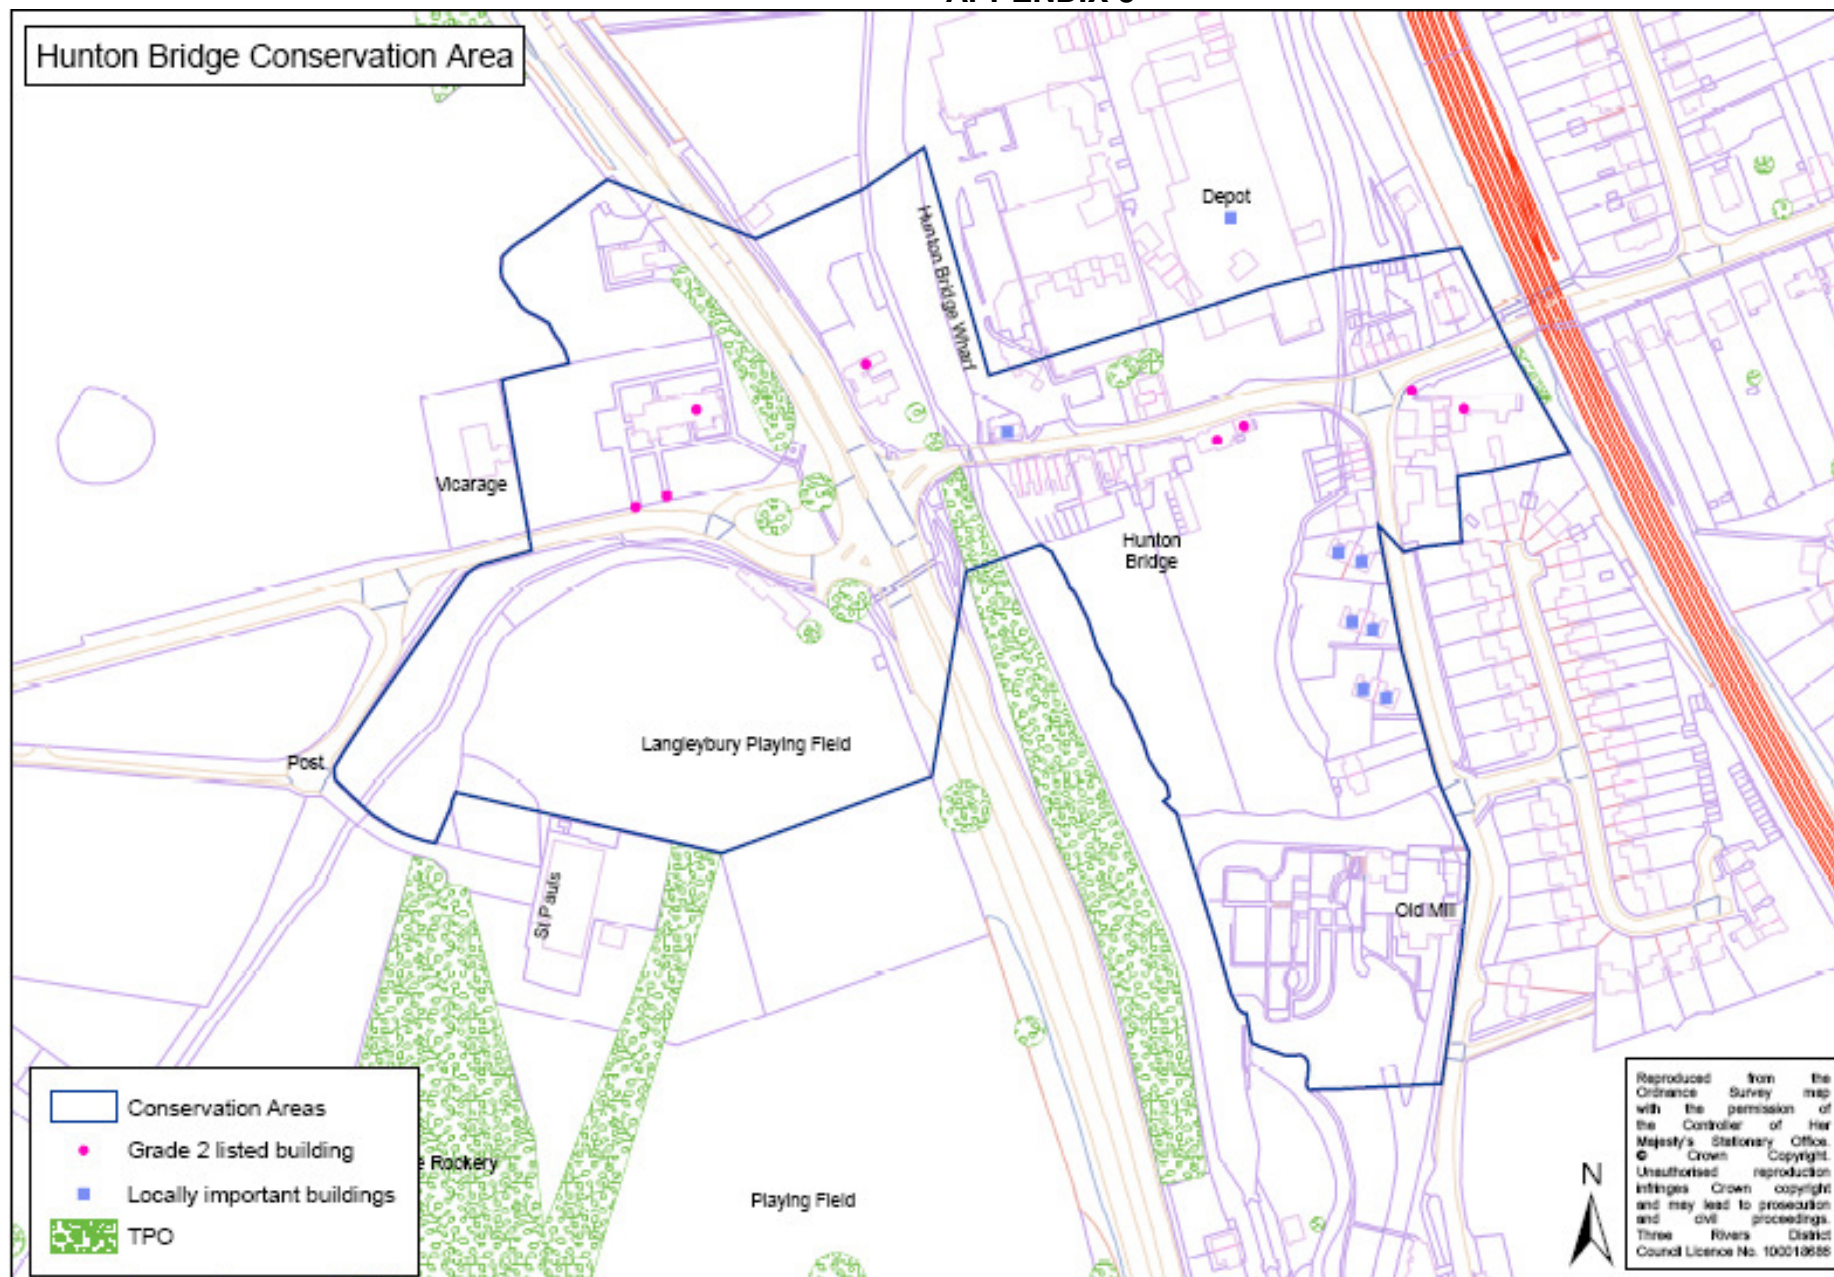 Hunton Bridge Conservation Area
Depot
Hunton Bridge Wharf
Vicarage
Hunton
Bridge
Langleybury Playing Field
Post
St Pauls
Old Mill
Rookery
Playing Field
Conservation Areas
Grade 2 listed building
Locally important buildings
TPO
N
Reproduced from the
Ordnance Survey map
with the permission of
the Controller of Her
Majesty's Stationary Office.
© Crown Copyright.
Unauthorised reproduction
infringes Crown copyright
and may lead to prosecution
and civil proceedings.
Three Rivers District
Council Licence No. 100018686